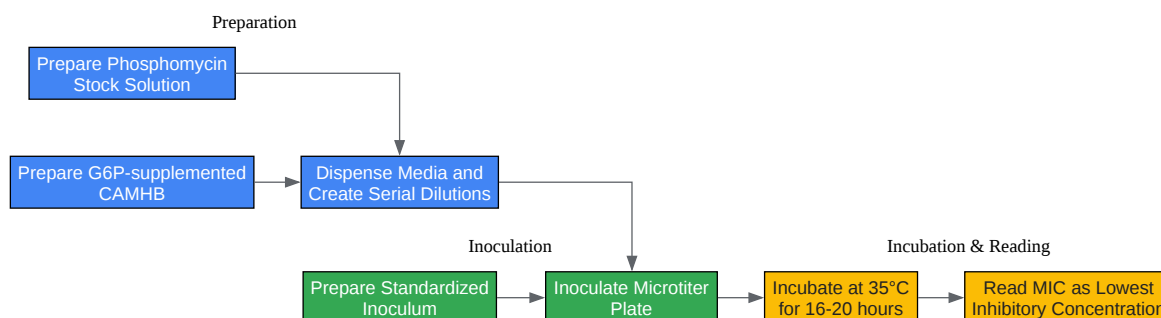 Preparation
Prepare Phosphomycin
Stock Solution
Prepare G6P-supplemented
CAMHB
Dispense Media and
Create Serial Dilutions
Inoculation
Prepare Standardized
Inoculum
Inoculate Microtiter
Plate
Incubation & Reading
Incubate at 35°C
for 16-20 hours
Read MIC as Lowest
Inhibitory Concentration